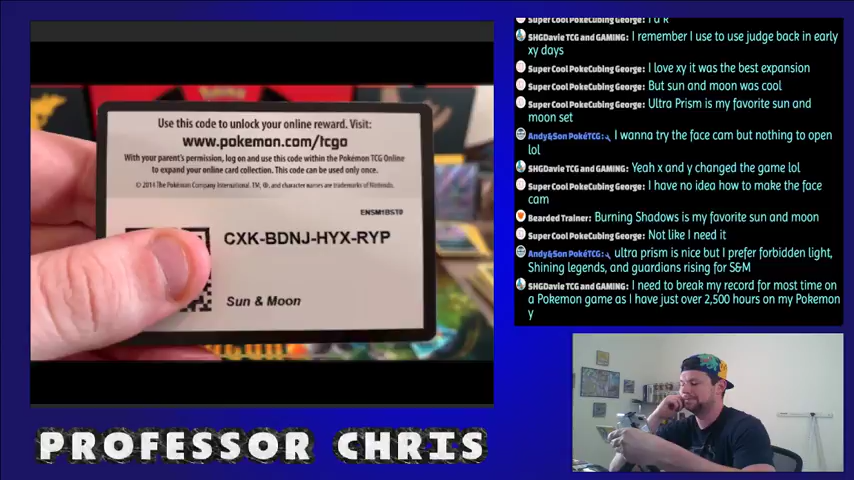 Use this code to unlock your online reward. Visit:
www.pokemon.com/tcgo
With your parent's permission, log on and use this code within the Pokémon TCG Online
to expand your online card collection. This code can be used only once.
©2014 The Pokémon Company International. TM, ®, and character names are trademarks of Nintendo.
ENSM1BST0
CXK-BDNJ-HYX-RYP
Sun & Moon
PROFESSOR CHRIS
Super Cool PokeCubing George:
SHGDavie TCG and GAMING: I remember I use to use judge back in early
xy days
Super Cool PokeCubing George: I love xy it was the best expansion
Super Cool PokeCubing George: But sun and moon was cool
Super Cool PokeCubing George: Ultra Prism is my favorite sun and
moon set
Andy&Son PokéTCG: I wanna try the face cam but nothing to open
lol
SHGDavie TCG and GAMING: Yeah x and y changed the game lol
Super Cool PokeCubing George: I have no idea how to make the face
cam
Bearded Trainer: Burning Shadows is my favorite sun and moon
Super Cool PokeCubing George: Not like I need it
Andy&Son PokéTCG: ultra prism is nice but I prefer forbidden light,
Shining legends, and guardians rising for S&M
SHGDavie TCG and GAMING: I need to break my record for most time on
a Pokemon game as I have just over 2,500 hours on my Pokemon
y